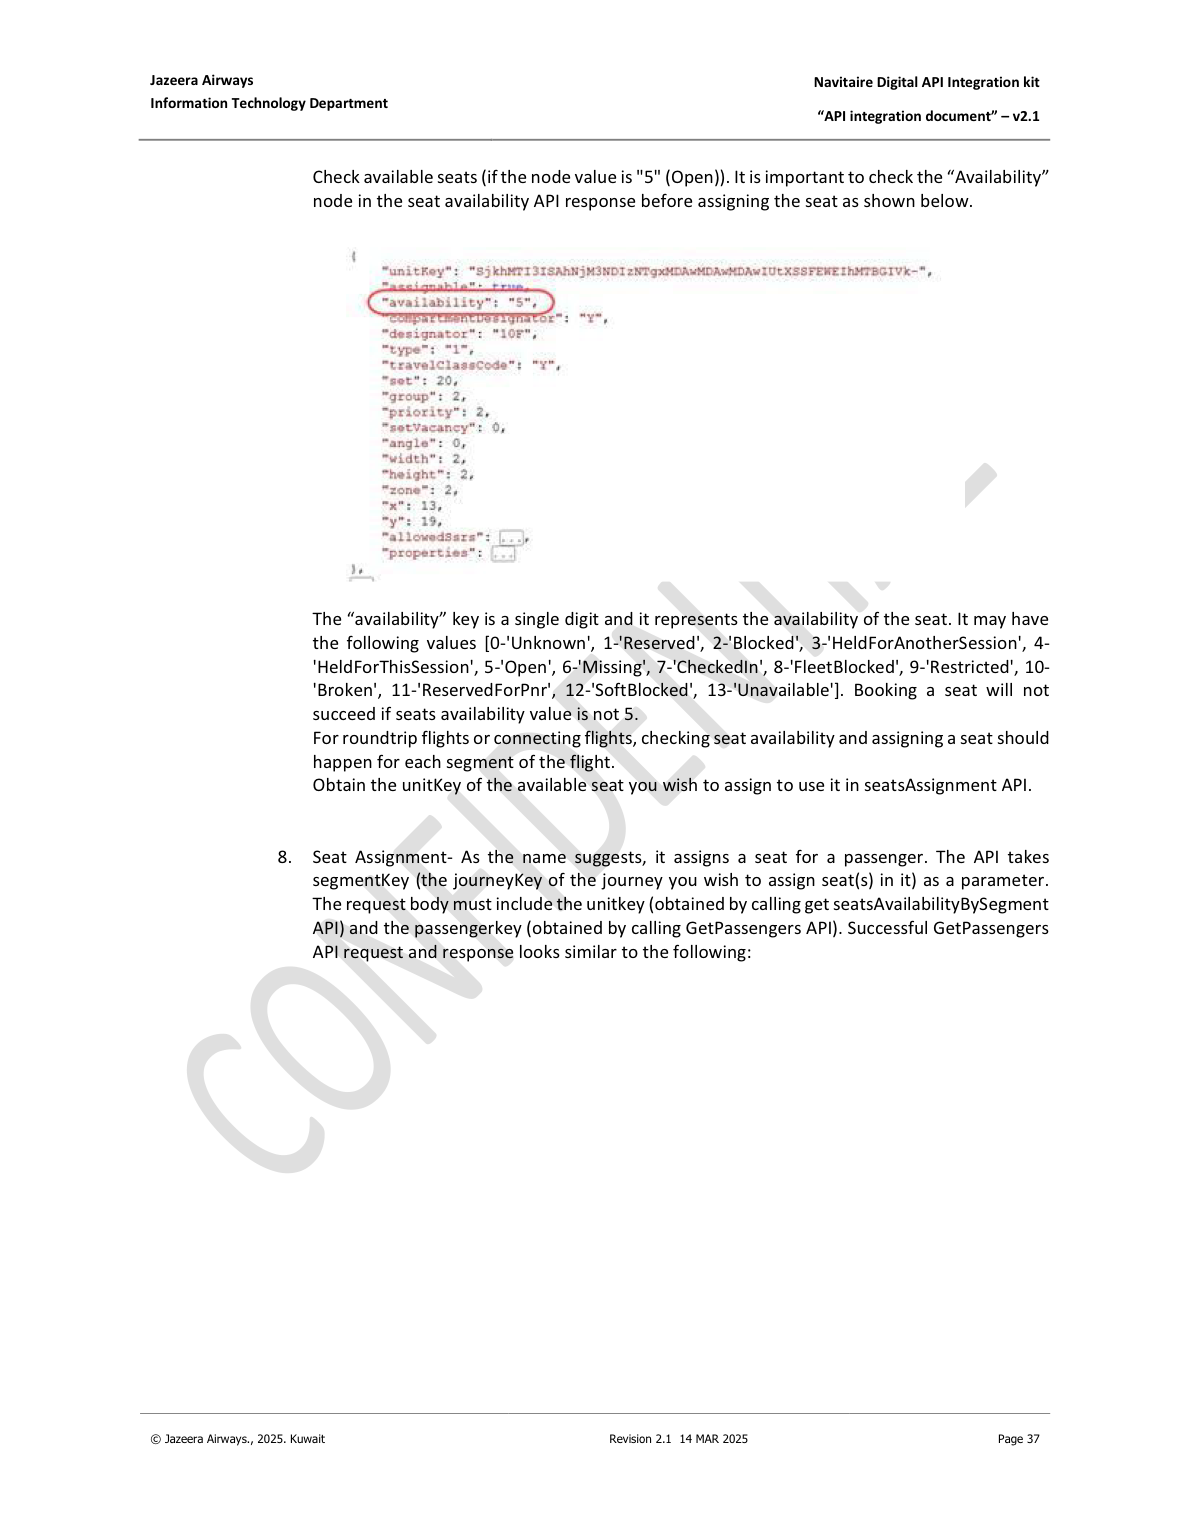 Jazeera Airways
Information Technology Department
Navitaire Digital API Integration kit
“API integration document” – v2.1
Check available seats (if the node value is "5" (Open)). It is important to check the “Availability”
node in the seat availability API response before assigning the seat as shown below.
{
"unitKey":
"assignable": true,
"availability": "5",
"compartmentDesignator": "Y",
"designator": "10F",
"type": "1",
"travelClassCode": "Y",
"set": 20,
"group": 2,
"priority": 2,
"setVacancy": 0,
"angle": 0,
"width": 2,
"height": 2,
"zone": 2,
"x": 13,
"y": 19,
"allowedSsrs": [...],
"properties": [...]
},
The “availability” key is a single digit and it represents the availability of the seat. It may have
the following values [0-'Unknown', 1-'Reserved', 2-'Blocked', 3-'HeldForAnotherSession', 4-
'HeldForThisSession', 5-'Open', 6-'Missing', 7-'CheckedIn', 8-'FleetBlocked', 9-'Restricted', 10-
'Broken', 11-'ReservedForPnr', 12-'SoftBlocked', 13-'Unavailable']. Booking a seat will not
succeed if seats availability value is not 5.
For roundtrip flights or connecting flights, checking seat availability and assigning a seat should
happen for each segment of the flight.
Obtain the unitKey of the available seat you wish to assign to use it in seatsAssignment API.
8. Seat Assignment- As the name suggests, it assigns a seat for a passenger. The API takes
segmentKey (the journeyKey of the journey you wish to assign seat(s) in it) as a parameter.
The request body must include the unitkey (obtained by calling get seatsAvailabilityBySegment
API) and the passengerkey (obtained by calling GetPassengers API). Successful GetPassengers
API request and response looks similar to the following:
CONFIDENTI
© Jazeera Airways., 2025. Kuwait
Revision 2.1 14 MAR 2025
Page 37